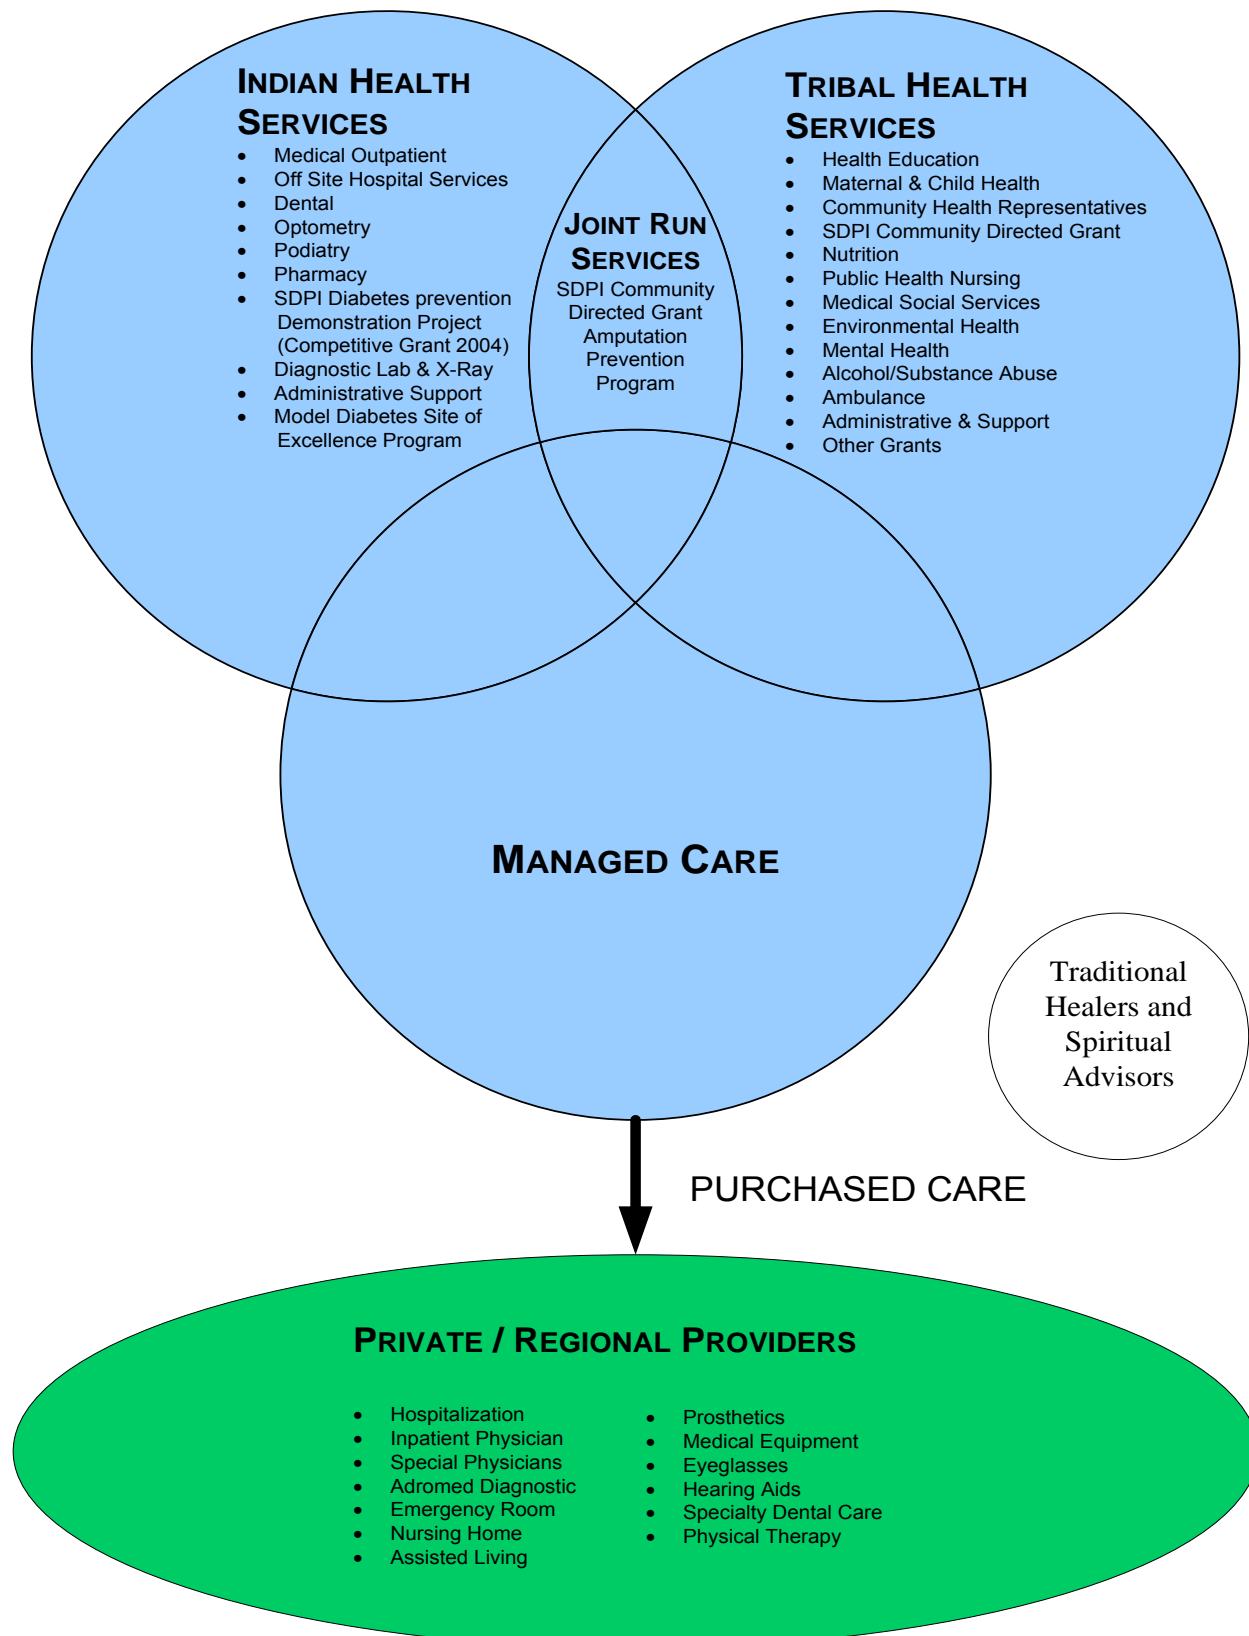 INDIAN HEALTH
SERVICES
• Medical Outpatient
• Off Site Hospital Services
• Dental
• Optometry
• Podiatry
• Pharmacy
• SDPI Diabetes prevention
Demonstration Project
(Competitive Grant 2004)
• Diagnostic Lab & X-Ray
• Administrative Support
• Model Diabetes Site of
Excellence Program
JOINT RUN
SERVICES
SDPI Community
Directed Grant
Amputation
Prevention
Program
TRIBAL HEALTH
SERVICES
• Health Education
• Maternal & Child Health
• Community Health Representatives
• SDPI Community Directed Grant
• Nutrition
• Public Health Nursing
• Medical Social Services
• Environmental Health
• Mental Health
• Alcohol/Substance Abuse
• Ambulance
• Administrative & Support
• Other Grants
MANAGED CARE
Traditional
Healers and
Spiritual
Advisors
PURCHASED CARE
PRIVATE / REGIONAL PROVIDERS
• Hospitalization
• Inpatient Physician
• Special Physicians
• Adromed Diagnostic
• Emergency Room
• Nursing Home
• Assisted Living
• Prosthetics
• Medical Equipment
• Eyeglasses
• Hearing Aids
• Specialty Dental Care
• Physical Therapy